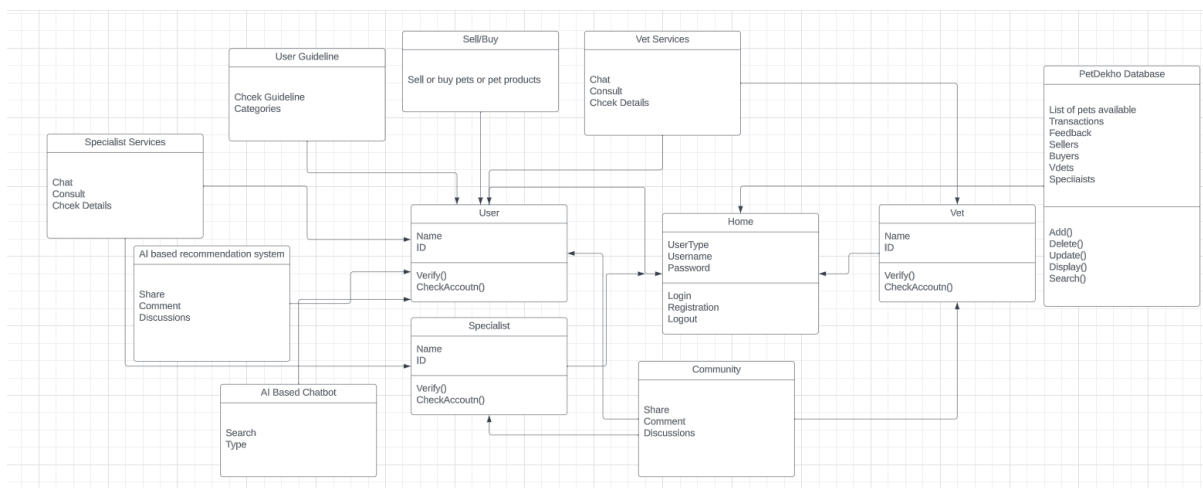 Sell/Buy
Sell or buy pets or pet products
Vet Services
Chat
Consult
Chcek Details
User Guideline
Chcek Guideline
Categories
PetDekho Database
List of pets available
Transactions
Feedback
Sellers
Buyers
Vdets
Speciiaists
Add()
Delete()
Update()
Display()
Search()
Specialist Services
Chat
Consult
Chcek Details
User
Name
ID
Verify()
CheckAccoutn()
Home
UserType
Username
Password
Login
Registration
Logout
Vet
Name
ID
Verify()
CheckAccoutn()
AI based recommendation system
Share
Comment
Discussions
Specialist
Name
ID
Verify()
CheckAccoutn()
Community
Share
Comment
Discussions
AI Based Chatbot
Search
Type